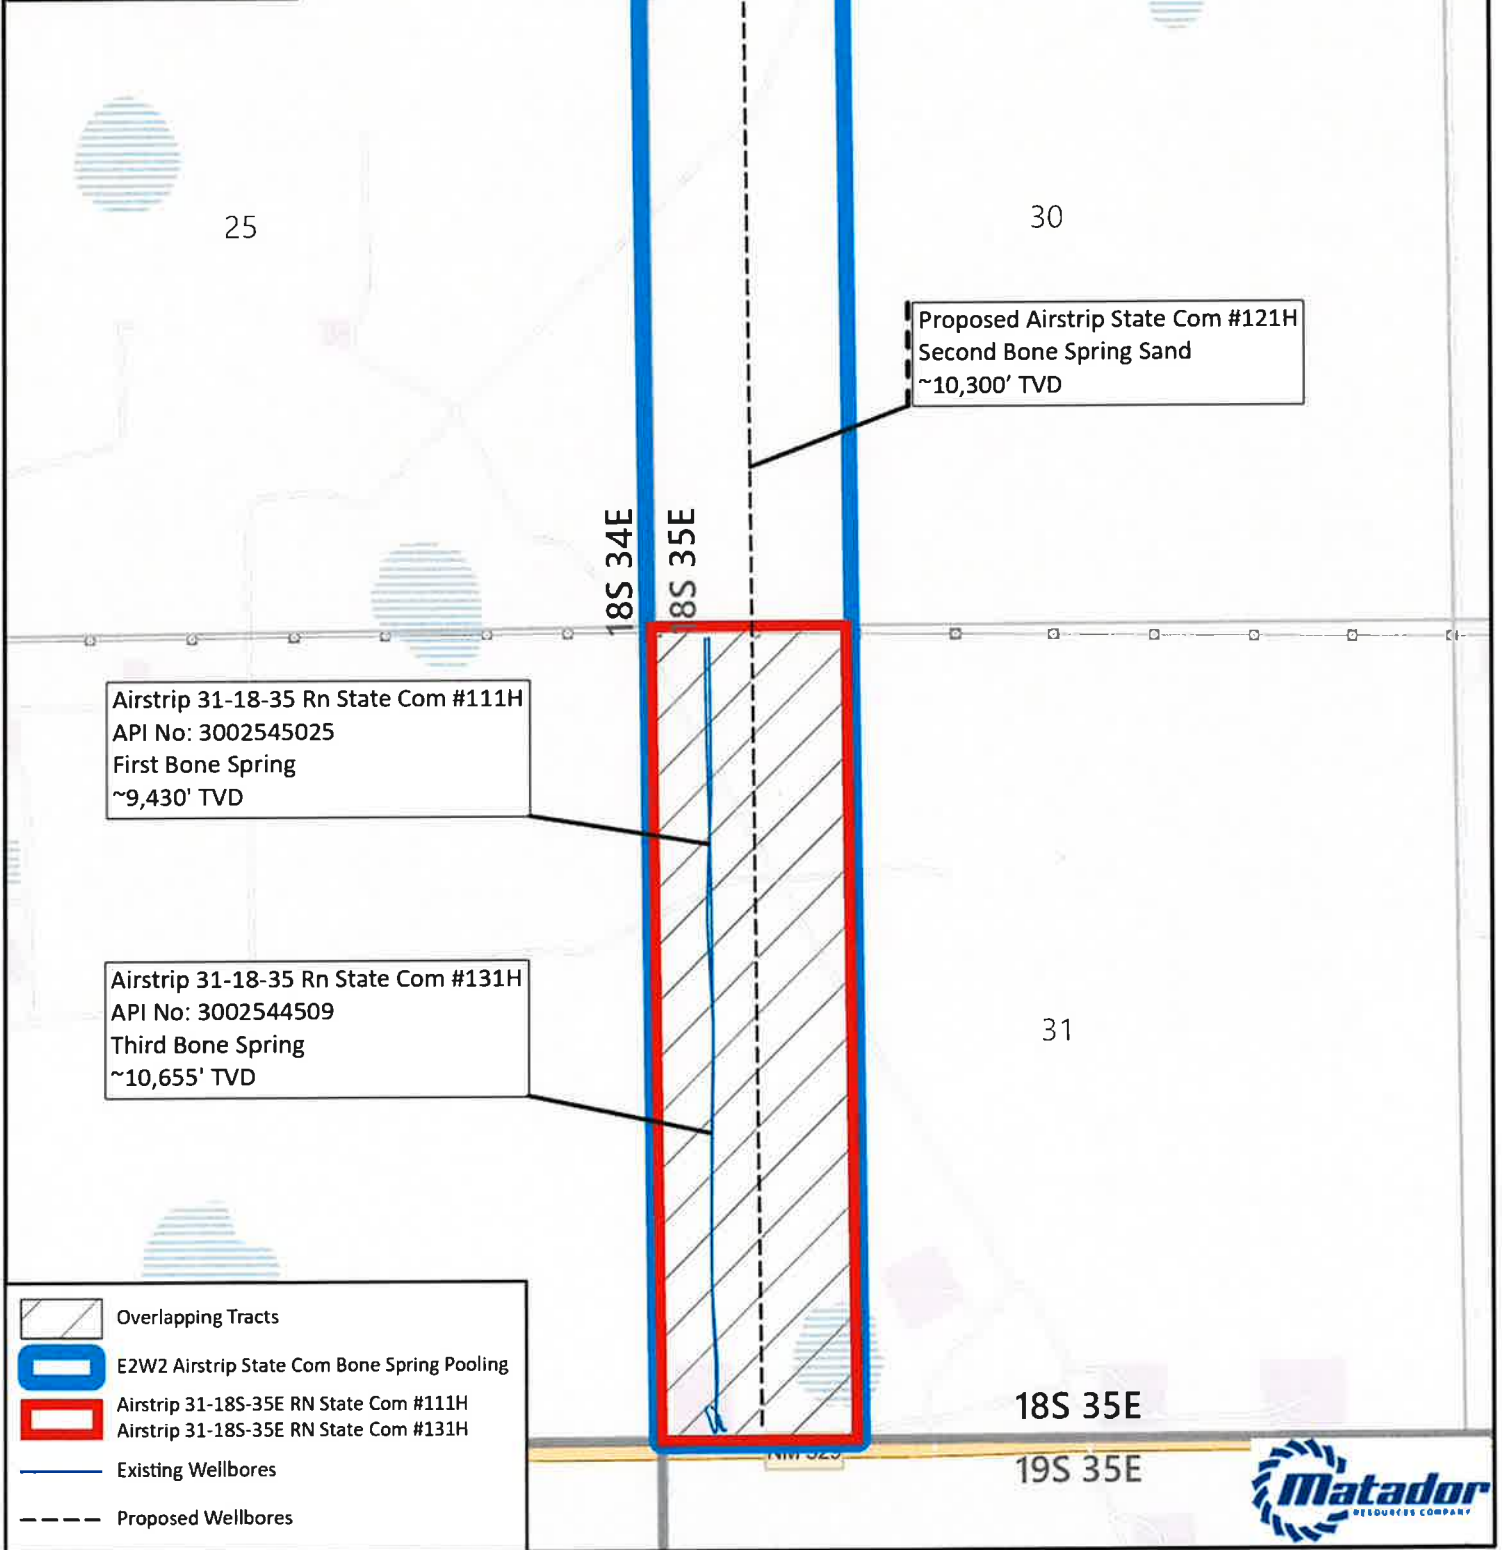 25
30
Proposed Airstrip State Com #121H
Second Bone Spring Sand
~10,300' TVD
18S 34E
18S 35E
Airstrip 31-18-35 Rn State Com #111H
API No: 3002545025
First Bone Spring
~9,430' TVD
Airstrip 31-18-35 Rn State Com #131H
API No: 3002544509
Third Bone Spring
~10,655' TVD
31
Overlapping Tracts
E2W2 Airstrip State Com Bone Spring Pooling
Airstrip 31-18S-35E RN State Com #111H
Airstrip 31-18S-35E RN State Com #131H
Existing Wellbores
Proposed Wellbores
18S 35E
19S 35E
Matador
RESOURCES COMPANY